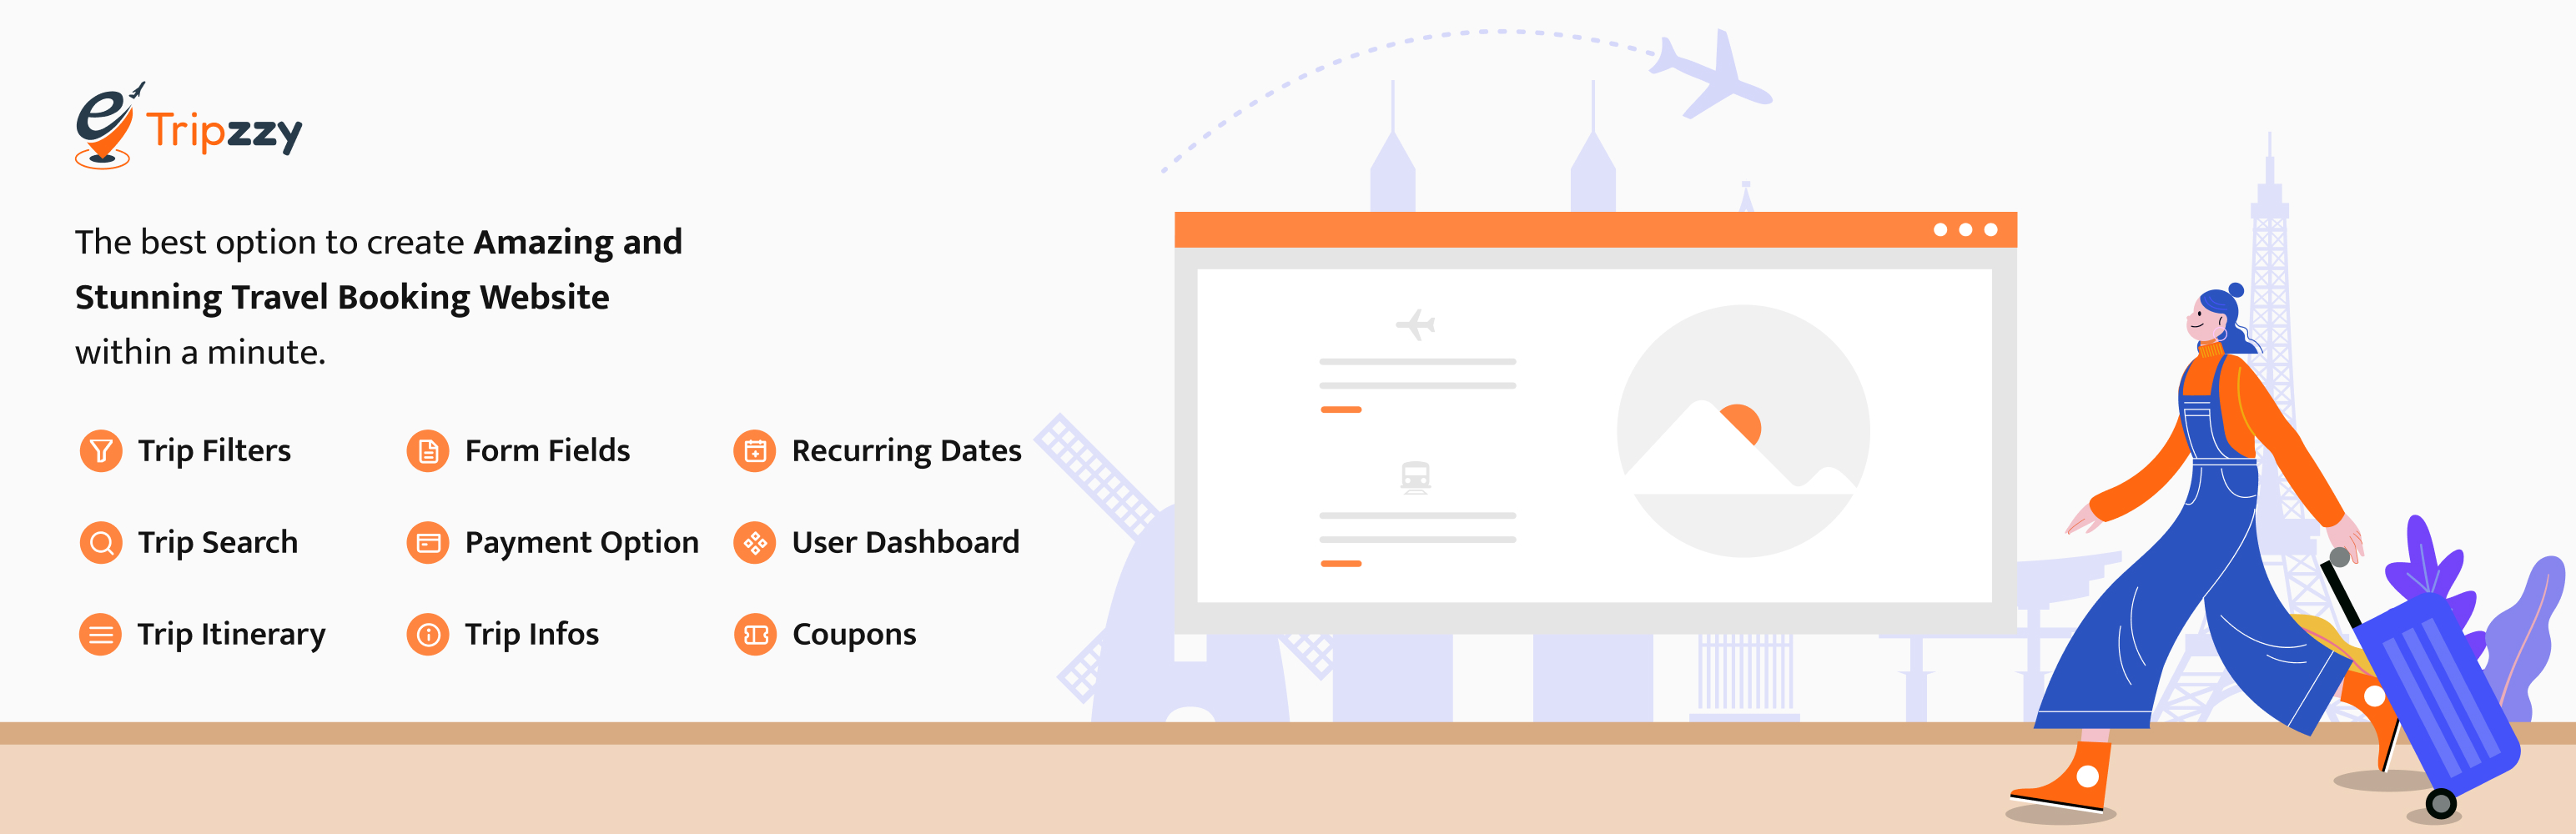 e Tripzzy
The best option to create Amazing and
Stunning Travel Booking Website
within a minute.
Trip Filters
Form Fields
Recurring Dates
Trip Search
Payment Option
User Dashboard
Trip Itinerary
Trip Infos
Coupons